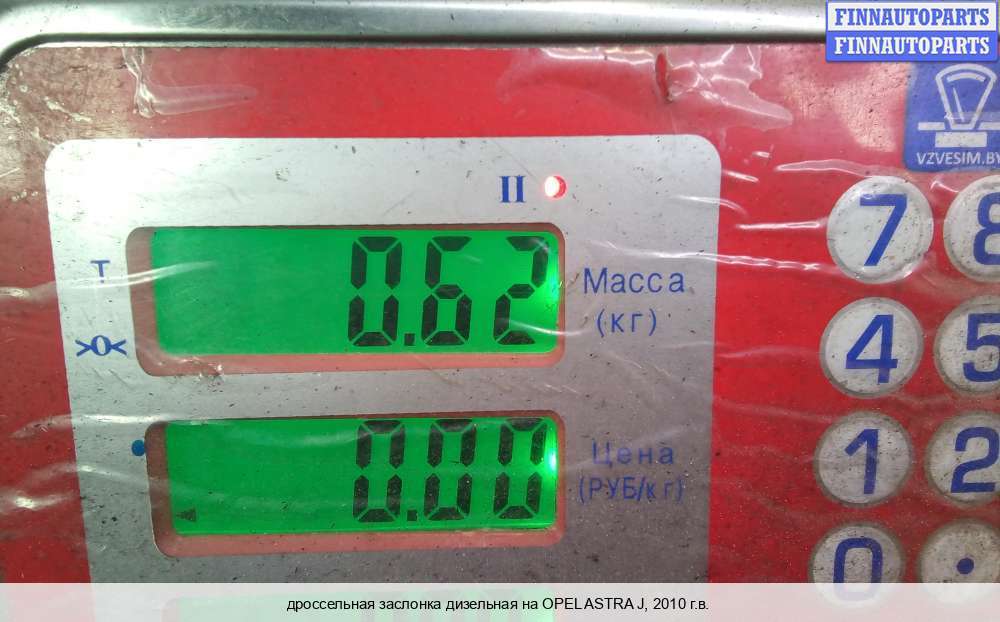 FINNAUTOPARTS
FINNAUTOPARTS
VZVESIM.BY
II
T
0.62
Масса
(кг)
>0<
0.00
Цена
(РУБ/кг)
7
8
4
5
1
2
0
.
дроссельная заслонка дизельная на OPEL ASTRA J, 2010 г.в.